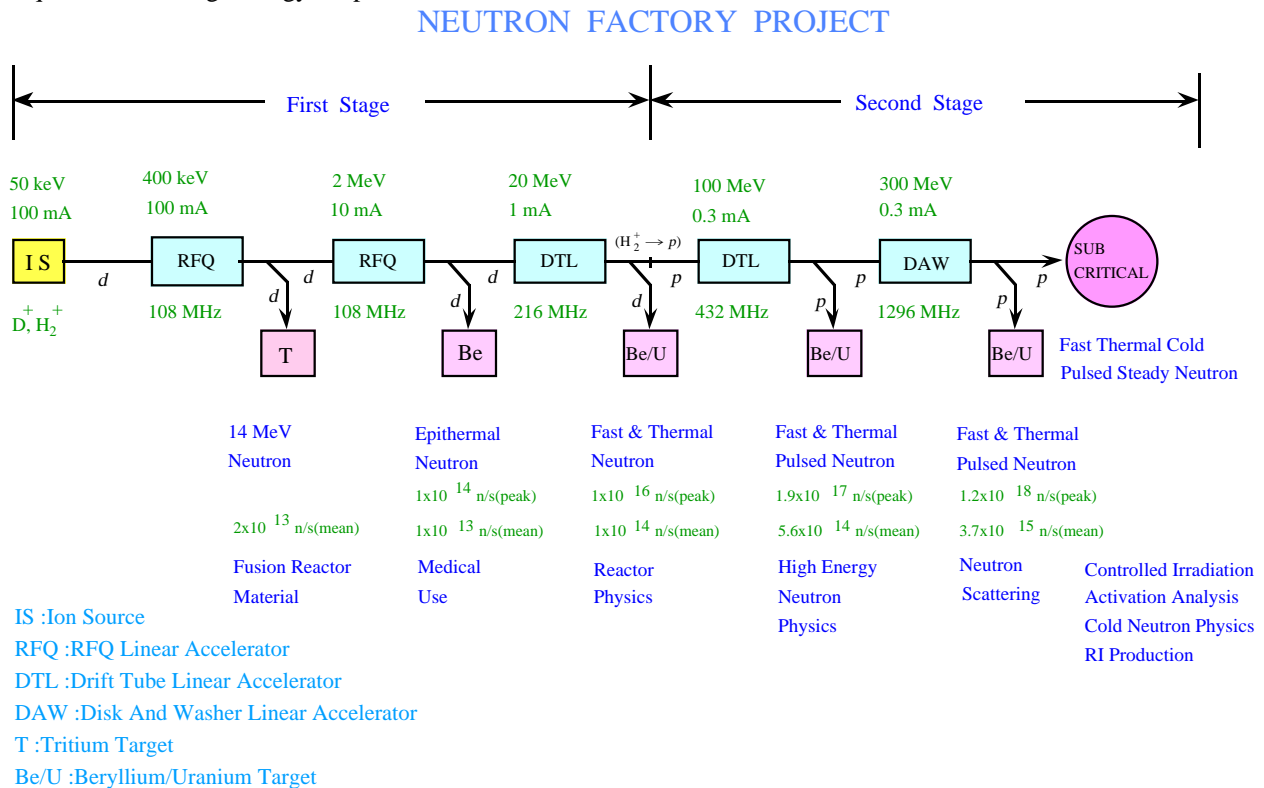 NEUTRON FACTORY PROJECT
First Stage
Second Stage
50 keV
100 mA
400 keV
100 mA
2 MeV
10 mA
20 MeV
1 mA
100 MeV
0.3 mA
300 MeV
0.3 mA
(H2+ → p)
I S
d
RFQ
d
RFQ
d
DTL
p
DTL
p
DAW
p
SUB
CRITICAL
D+, H2+
108 MHz
d
108 MHz
d
216 MHz
d
432 MHz
p
1296 MHz
p
T
Be
Be/U
Be/U
Be/U
Fast Thermal Cold
Pulsed Steady Neutron
14 MeV
Neutron
2x10 13 n/s(mean)
Fusion Reactor
Material
Epithermal
Neutron
1x10 14 n/s(peak)
1x10 13 n/s(mean)
Medical
Use
Fast & Thermal
Neutron
1x10 16 n/s(peak)
1x10 14 n/s(mean)
Reactor
Physics
Fast & Thermal
Pulsed Neutron
1.9x10 17 n/s(peak)
5.6x10 14 n/s(mean)
High Energy
Neutron
Physics
Fast & Thermal
Pulsed Neutron
1.2x10 18 n/s(peak)
3.7x10 15 n/s(mean)
Neutron
Scattering
Controlled Irradiation
Activation Analysis
Cold Neutron Physics
RI Production
IS :Ion Source
RFQ :RFQ Linear Accelerator
DTL :Drift Tube Linear Accelerator
DAW :Disk And Washer Linear Accelerator
T :Tritium Target
Be/U :Beryllium/Uranium Target